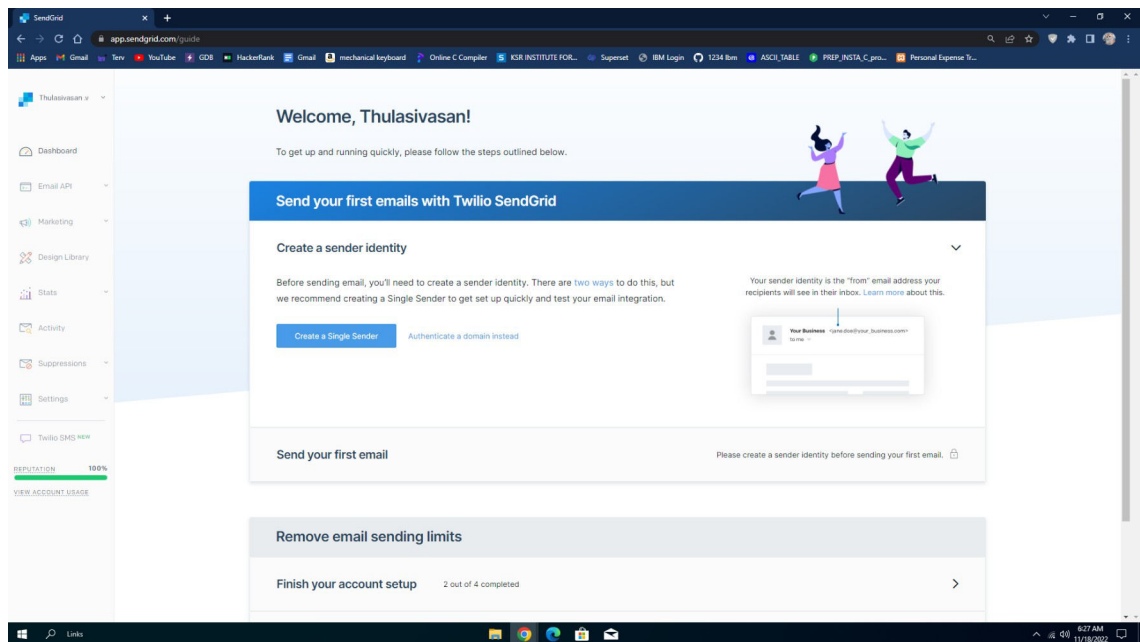 SendGrid
app.sendgrid.com/guide
Apps Gmail Terv YouTube GDB HackerRank Gmail mechanical keyboard Online C Compiler KSR INSTITUTE FOR... Superset IBM Login 1234 Ibm ASCII_TABLE PREP_INSTA_C_pro... Personal Expense Tr...
Thulasivasan v
Dashboard
Email API
Marketing
Design Library
Stats
Activity
Suppressions
Settings
Twilio SMS NEW
REPUTATION 100%
VIEW ACCOUNT USAGE
Welcome, Thulasivasan!
To get up and running quickly, please follow the steps outlined below.
Send your first emails with Twilio SendGrid
Create a sender identity
Before sending email, you'll need to create a sender identity. There are two ways to do this, but
we recommend creating a Single Sender to get set up quickly and test your email integration.
Create a Single Sender Authenticate a domain instead
Your sender identity is the "from" email address your
recipients will see in their inbox. Learn more about this.
Your Business <jane.doe@your_business.com>
to me
Send your first email Please create a sender identity before sending your first email.
Remove email sending limits
Finish your account setup 2 out of 4 completed
Links
6:27 AM
11/18/2022